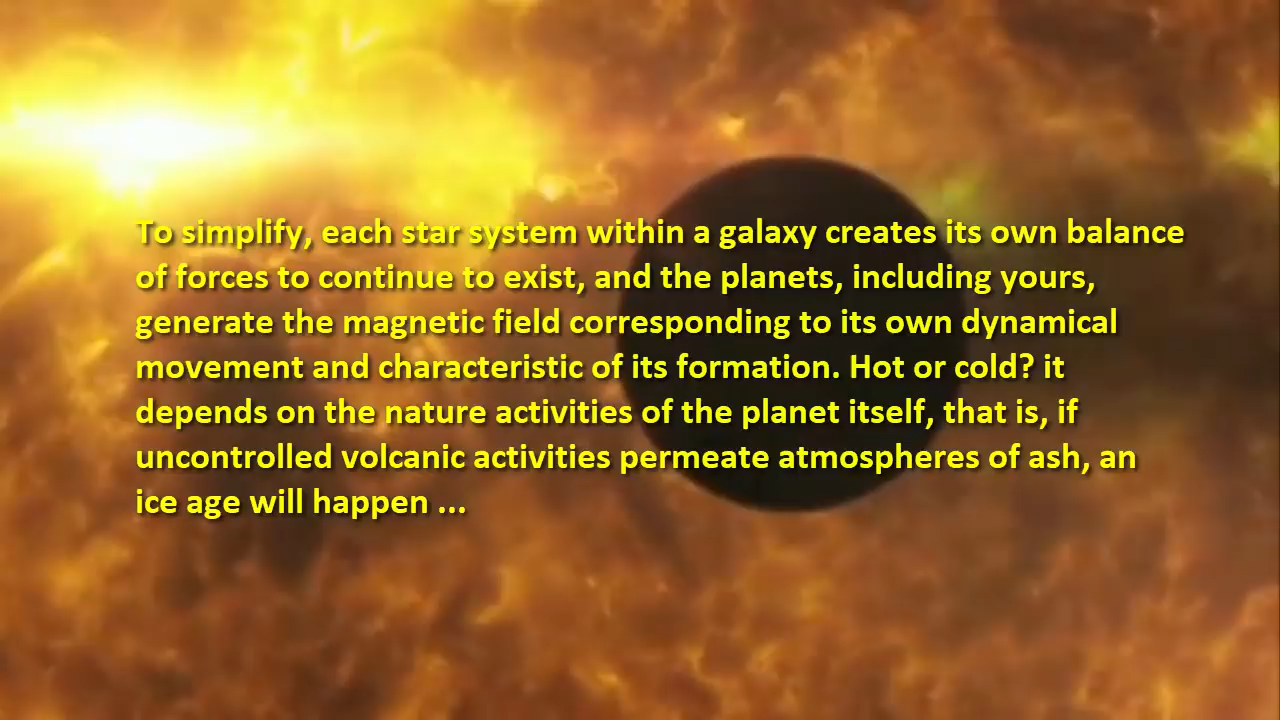 To simplify, each star system within a galaxy creates its own balance
of forces to continue to exist, and the planets, including yours,
generate the magnetic field corresponding to its own dynamical
movement and characteristic of its formation. Hot or cold? it
depends on the nature activities of the planet itself, that is, if
uncontrolled volcanic activities permeate atmospheres of ash, an
ice age will happen ...